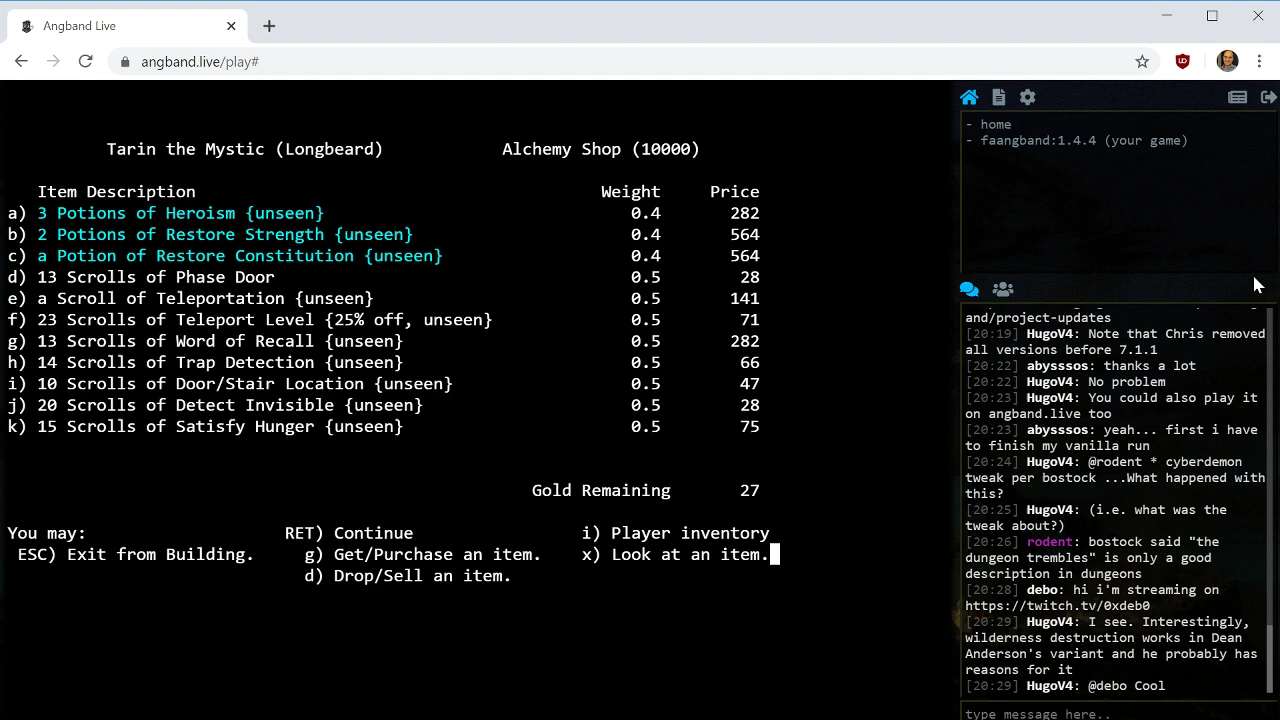 Angband Live
angband.live/play#
Tarin the Mystic (Longbeard) Alchemy Shop (10000)
Item Description Weight Price
a) 3 Potions of Heroism {unseen} 0.4 282
b) 2 Potions of Restore Strength {unseen} 0.4 564
c) a Potion of Restore Constitution {unseen} 0.4 564
d) 13 Scrolls of Phase Door 0.5 28
e) a Scroll of Teleportation {unseen} 0.5 141
f) 23 Scrolls of Teleport Level {25% off, unseen} 0.5 71
g) 13 Scrolls of Word of Recall {unseen} 0.5 282
h) 14 Scrolls of Trap Detection {unseen} 0.5 66
i) 10 Scrolls of Door/Stair Location {unseen} 0.5 47
j) 20 Scrolls of Detect Invisible {unseen} 0.5 28
k) 15 Scrolls of Satisfy Hunger {unseen} 0.5 75
Gold Remaining 27
You may: RET) Continue i) Player inventory
ESC) Exit from Building. g) Get/Purchase an item. x) Look at an item.
d) Drop/Sell an item.
- home
- faangband:1.4.4 (your game)
and/project-updates
[20:19] HugoV4: Note that Chris removed
all versions before 7.1.1
[20:22] abysssos: thanks a lot
[20:22] HugoV4: No problem
[20:23] HugoV4: You could also play it
on angband.live too
[20:23] abysssos: yeah... first i have
to finish my vanilla run
[20:24] HugoV4: @rodent * cyberdemon
tweak per bostock ...What happened with
this?
[20:25] HugoV4: (i.e. what was the
tweak about?)
[20:26] rodent: bostock said "the
dungeon trembles" is only a good
description in dungeons
[20:28] debo: hi i'm streaming on
https://twitch.tv/0xdeb0
[20:29] HugoV4: I see. Interestingly,
wilderness destruction works in Dean
Anderson's variant and he probably has
reasons for it
[20:29] HugoV4: @debo Cool
type message here..